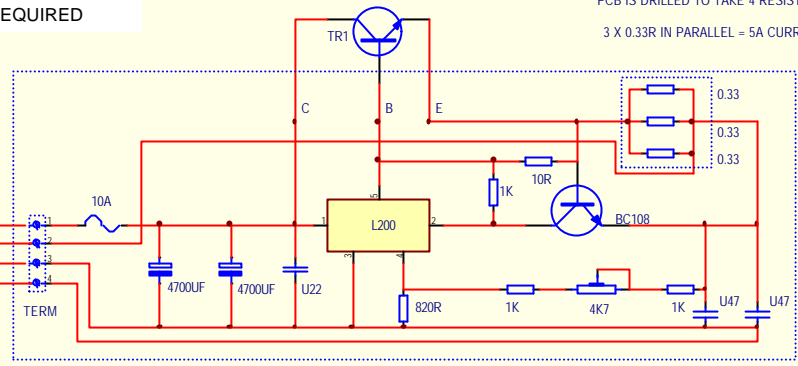 EQUIRED
PCB IS DRILLED TO TAKE 4 RESIST
3 X 0.33R IN PARALLEL = 5A CURR
TR1
C
B
E
0.33
0.33
0.33
10A
1K
10R
BC108
5
1
L200
2
3
4
1
2
3
4
TERM
4700UF
4700UF
U22
820R
1K
4K7
1K
U47
U47